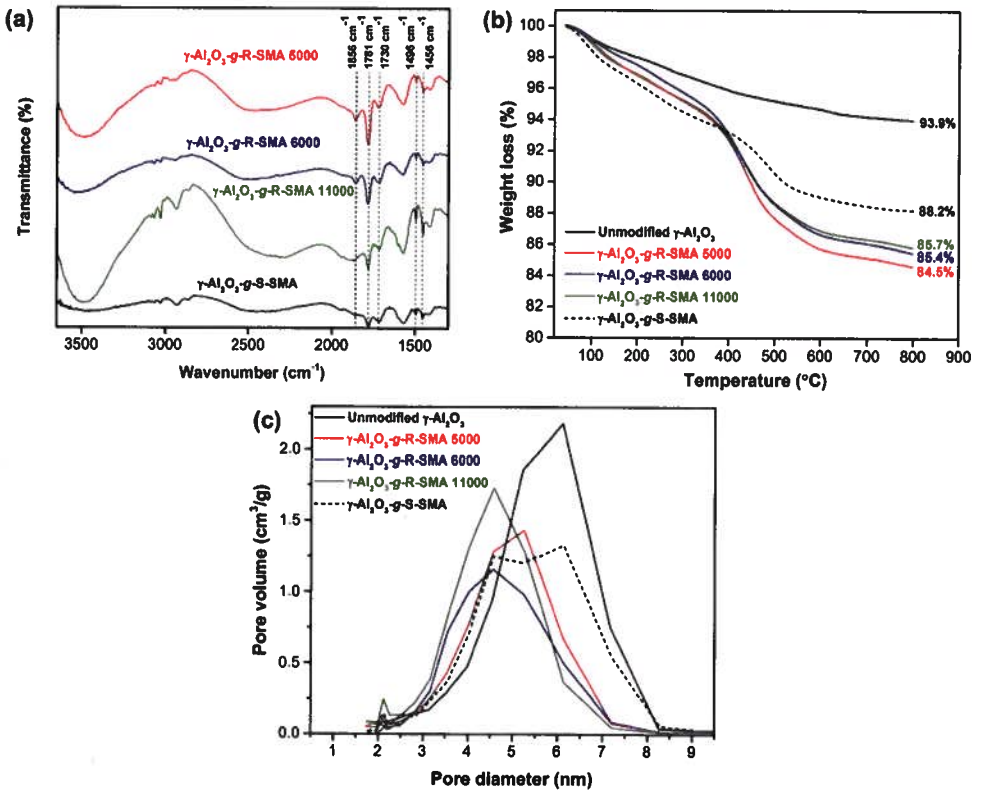 (a)
1856 cm⁻¹
1781 cm⁻¹
1730 cm⁻¹
1496 cm⁻¹
1456 cm⁻¹
γ-Al₂O₃-g-R-SMA 5000
γ-Al₂O₃-g-R-SMA 6000
γ-Al₂O₃-g-R-SMA 11000
γ-Al₂O₃-g-S-SMA
Transmittance (%)
3500 3000 2500 2000 1500
Wavenumber (cm⁻¹)
(b)
100
98
96
94
92
90
88
86
84
82
80
Weight loss (%)
93.9%
88.2%
85.7%
85.4%
84.5%
Unmodified γ-Al₂O₃
γ-Al₂O₃-g-R-SMA 5000
γ-Al₂O₃-g-R-SMA 6000
γ-Al₂O₃-g-R-SMA 11000
γ-Al₂O₃-g-S-SMA
100 200 300 400 500 600 700 800 900
Temperature (°C)
(c)
Unmodified γ-Al₂O₃
γ-Al₂O₃-g-R-SMA 5000
γ-Al₂O₃-g-R-SMA 6000
γ-Al₂O₃-g-R-SMA 11000
γ-Al₂O₃-g-S-SMA
2.0
1.5
1.0
0.5
0.0
Pore volume (cm³/g)
1 2 3 4 5 6 7 8 9
Pore diameter (nm)